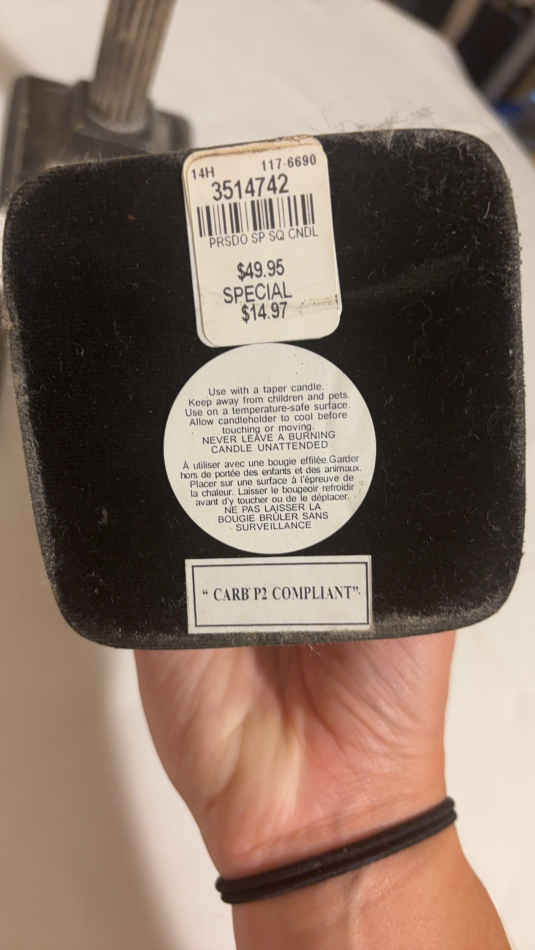 14H 117-6690
3514742
PRSDO SP SQ CNDL
$49.95
SPECIAL
$14.97
Use with a taper candle.
Keep away from children and pets.
Use on a temperature-safe surface.
Allow candleholder to cool before
touching or moving.
NEVER LEAVE A BURNING
CANDLE UNATTENDED
À utiliser avec une bougie effilée.Garder
hors de portée des enfants et des animaux.
Placer sur une surface à l'épreuve de
la chaleur. Laisser le bougeoir refroidir
avant d'y toucher ou de le déplacer.
NE PAS LAISSER LA
BOUGIE BRÛLER SANS
SURVEILLANCE
“ CARB P2 COMPLIANT”